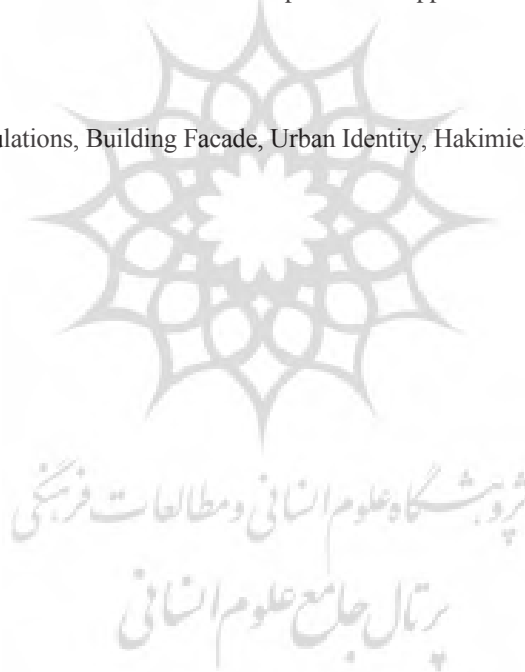 ulations, Building Facade, Urban Identity, Hakimie
پژوهشگاه علوم انسانی و مطالعات فرهنگی
پرتال جامع علوم انسانی